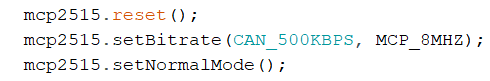 mcp2515.reset();
mcp2515.setBitrate(CAN_500KBPS, MCP_8MHZ);
mcp2515.setNormalMode();